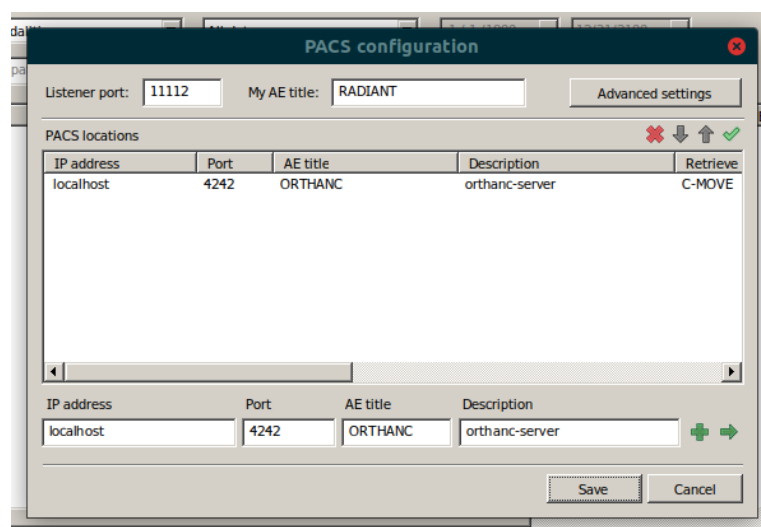 PACS configuration
Listener port: 11112 My AE title: RADIANT Advanced settings
PACS locations
IP address Port AE title Description Retrieve
localhost 4242 ORTHANC orthanc-server C-MOVE
IP address Port AE title Description
localhost 4242 ORTHANC orthanc-server
Save Cancel